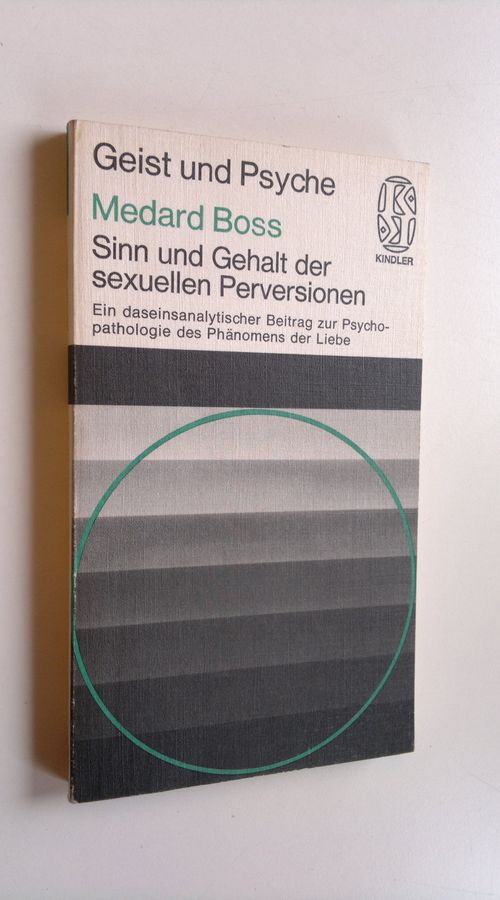 Geist und Psyche
Medard Boss
Sinn und Gehalt der
sexuellen Perversionen
Ein daseinsanalytischer Beitrag zur Psycho-
pathologie des Phänomens der Liebe
KINDLER